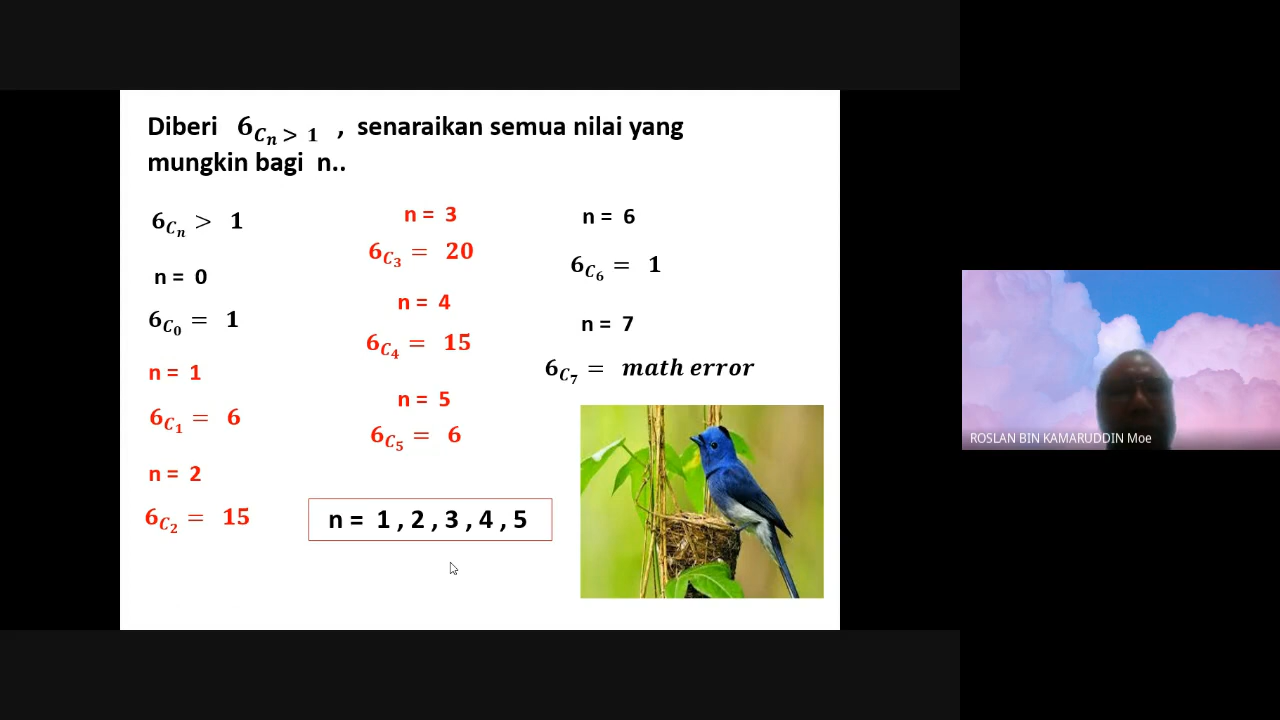 Diberi 6Cn > 1 , senaraikan semua nilai yang
mungkin bagi n..
6Cn > 1
n = 0
6C0 = 1
n = 1
6C1 = 6
n = 2
6C2 = 15
n = 3
6C3 = 20
n = 4
6C4 = 15
n = 5
6C5 = 6
n = 1 , 2 , 3 , 4 , 5
n = 6
6C6 = 1
n = 7
6C7 = math error
ROSLAN BIN KAMARUDDIN Moe